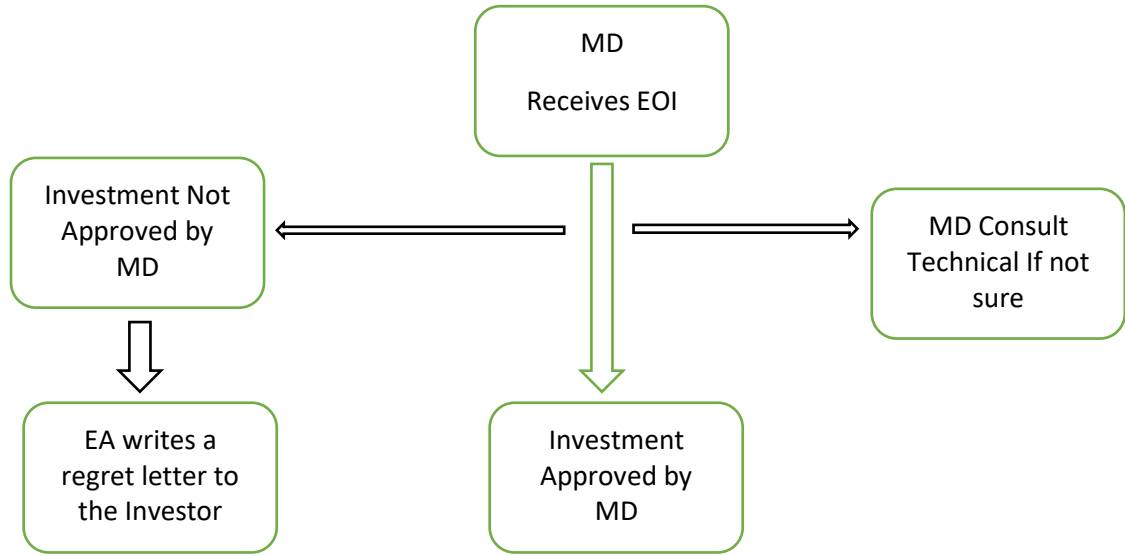 MD
Receives EOI
Investment Not
Approved by
MD
MD Consult
Technical If not
sure
EA writes a
regret letter to
the Investor
Investment
Approved by
MD